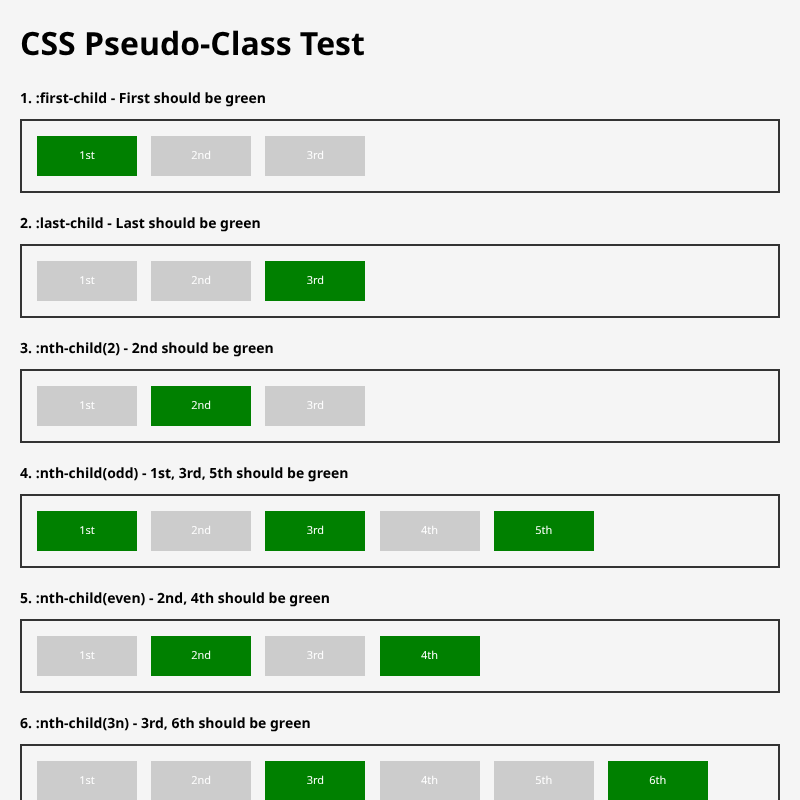 CSS Pseudo-Class Test
1. :first-child - First should be green
1st 2nd 3rd
2. :last-child - Last should be green
1st 2nd 3rd
3. :nth-child(2) - 2nd should be green
1st 2nd 3rd
4. :nth-child(odd) - 1st, 3rd, 5th should be green
1st 2nd 3rd 4th 5th
5. :nth-child(even) - 2nd, 4th should be green
1st 2nd 3rd 4th
6. :nth-child(3n) - 3rd, 6th should be green
1st 2nd 3rd 4th 5th 6th